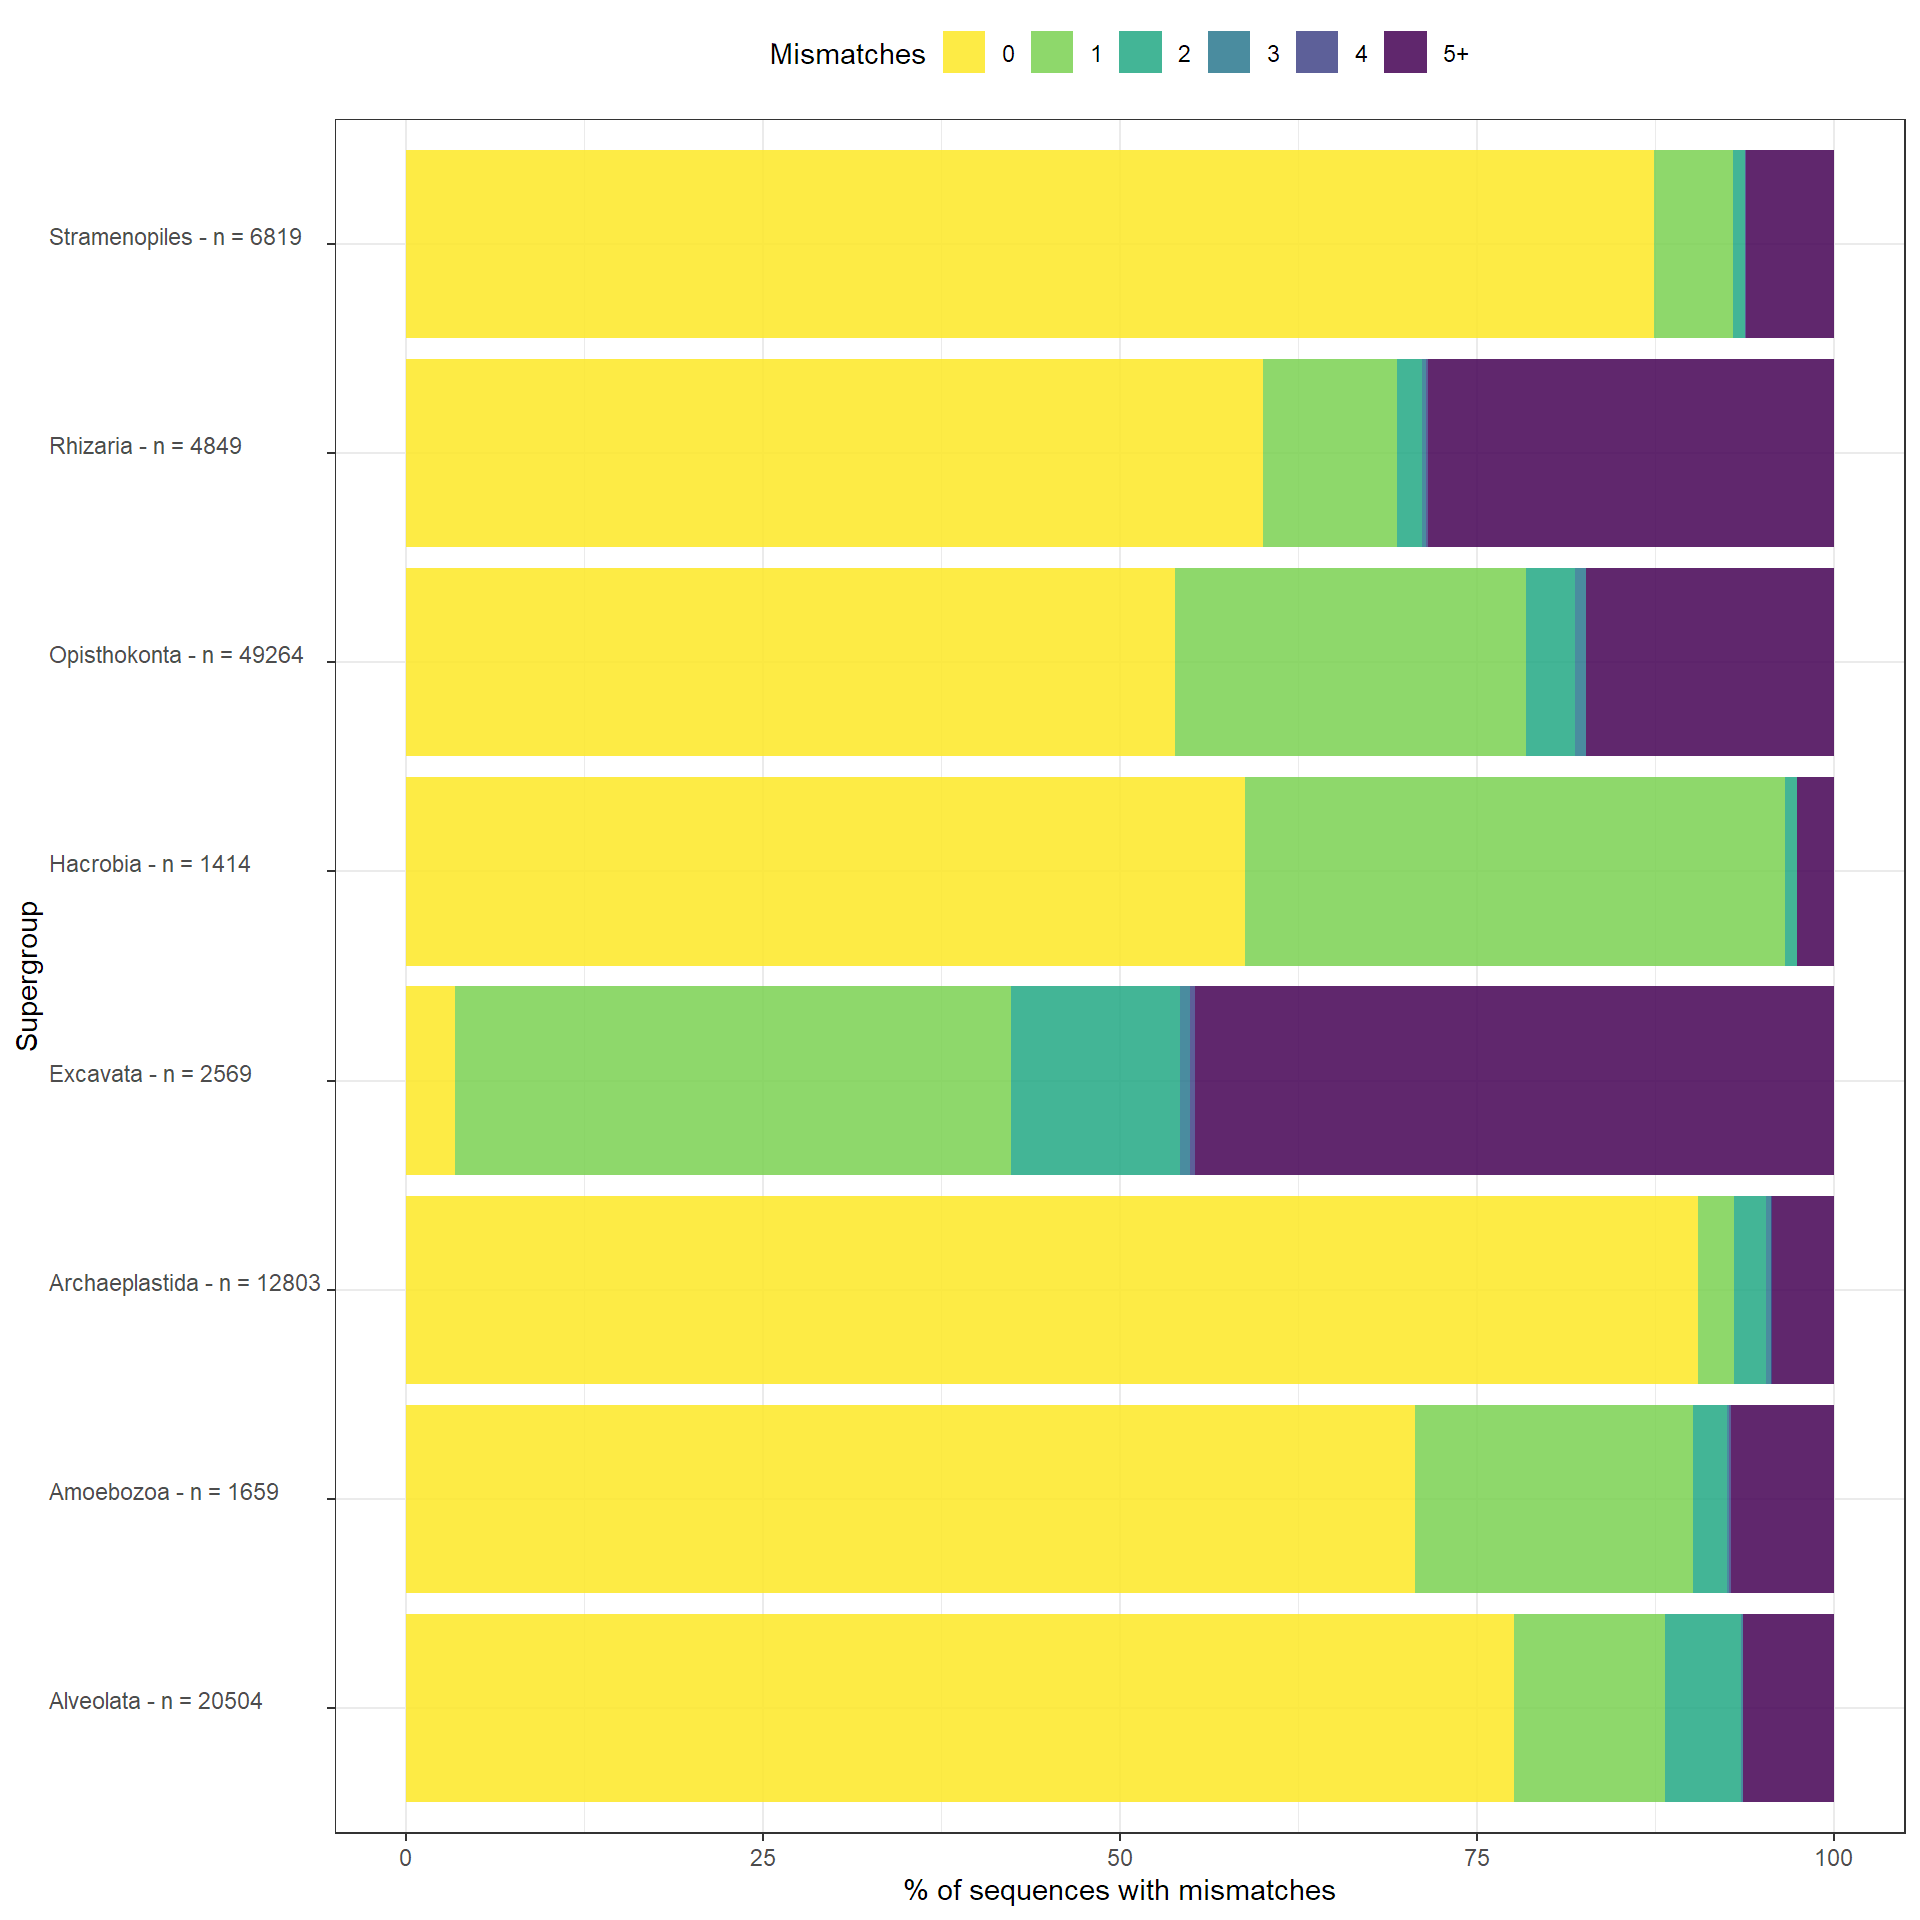 Mismatches 0 1 2 3 4 5+
Stramenopiles - n = 6819
Rhizaria - n = 4849
Opisthokonta - n = 49264
Hacrobia - n = 1414
Supergroup
Excavata - n = 2569
Archaeplastida - n = 12803
Amoebozoa - n = 1659
Alveolata - n = 20504
0 25 50 75 100
% of sequences with mismatches